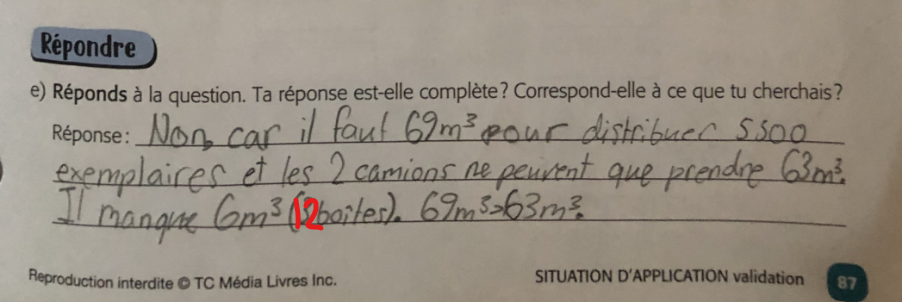 Répondre
e) Réponds à la question. Ta réponse est-elle complète? Correspond-elle à ce que tu cherchais?
Réponse: Non, car il faut 69m³ pour distribuer 5500
exemplaires et les 2 camions ne peuvent que prendre 63m³.
Il manque 6m³ (12boîtes). 69m³>63m³.
Reproduction interdite © TC Média Livres Inc. SITUATION D'APPLICATION validation 87